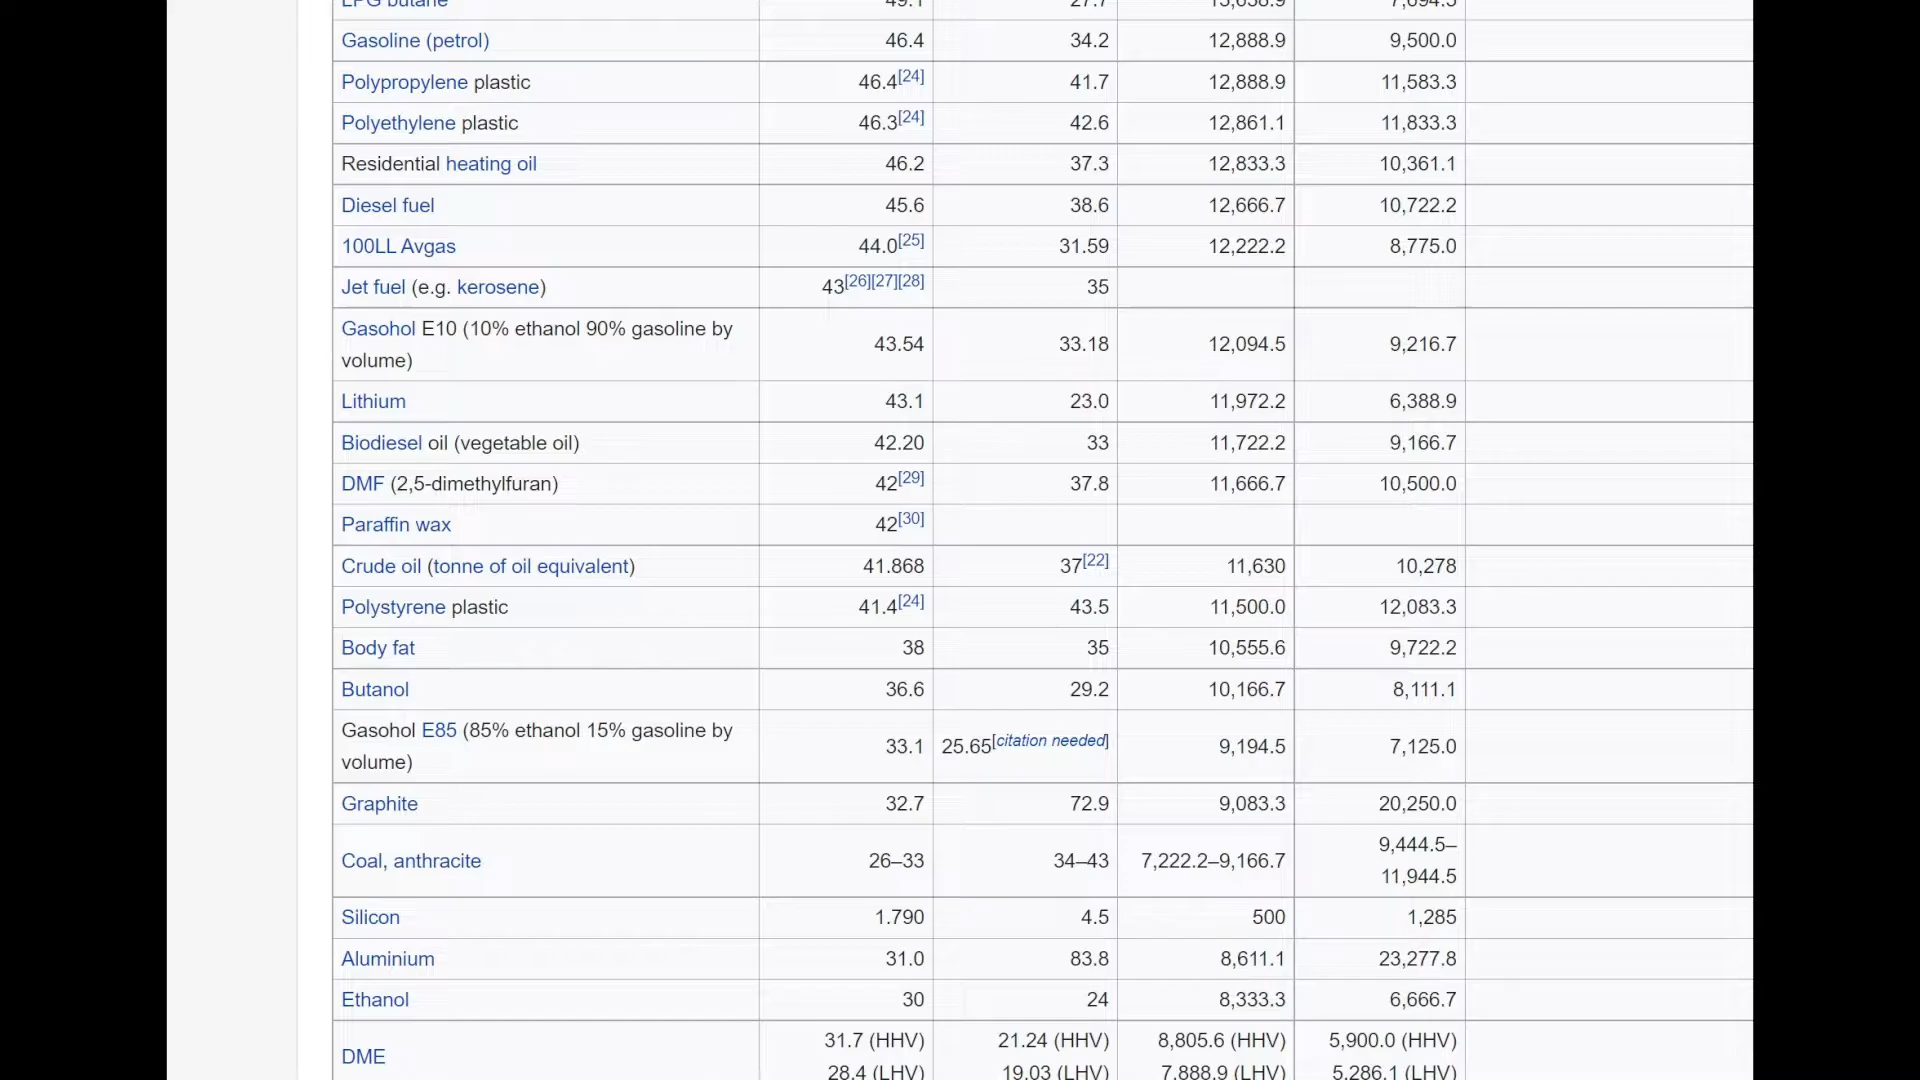 LPG butane 49.1 27.7 13,638.9 7,694.5
Gasoline (petrol) 46.4 34.2 12,888.9 9,500.0
Polypropylene plastic 46.4[24] 41.7 12,888.9 11,583.3
Polyethylene plastic 46.3[24] 42.6 12,861.1 11,833.3
Residential heating oil 46.2 37.3 12,833.3 10,361.1
Diesel fuel 45.6 38.6 12,666.7 10,722.2
100LL Avgas 44.0[25] 31.59 12,222.2 8,775.0
Jet fuel (e.g. kerosene) 43[26][27][28] 35
Gasohol E10 (10% ethanol 90% gasoline by
volume) 43.54 33.18 12,094.5 9,216.7
Lithium 43.1 23.0 11,972.2 6,388.9
Biodiesel oil (vegetable oil) 42.20 33 11,722.2 9,166.7
DMF (2,5-dimethylfuran) 42[29] 37.8 11,666.7 10,500.0
Paraffin wax 42[30]
Crude oil (tonne of oil equivalent) 41.868 37[22] 11,630 10,278
Polystyrene plastic 41.4[24] 43.5 11,500.0 12,083.3
Body fat 38 35 10,555.6 9,722.2
Butanol 36.6 29.2 10,166.7 8,111.1
Gasohol E85 (85% ethanol 15% gasoline by
volume) 33.1 25.65[citation needed] 9,194.5 7,125.0
Graphite 32.7 72.9 9,083.3 20,250.0
Coal, anthracite 26–33 34–43 7,222.2–9,166.7 9,444.5–
11,944.5
Silicon 1.790 4.5 500 1,285
Aluminium 31.0 83.8 8,611.1 23,277.8
Ethanol 30 24 8,333.3 6,666.7
DME 31.7 (HHV) 21.24 (HHV) 8,805.6 (HHV) 5,900.0 (HHV)
28.4 (LHV) 19.03 (LHV) 7,888.9 (LHV) 5,286.1 (LHV)